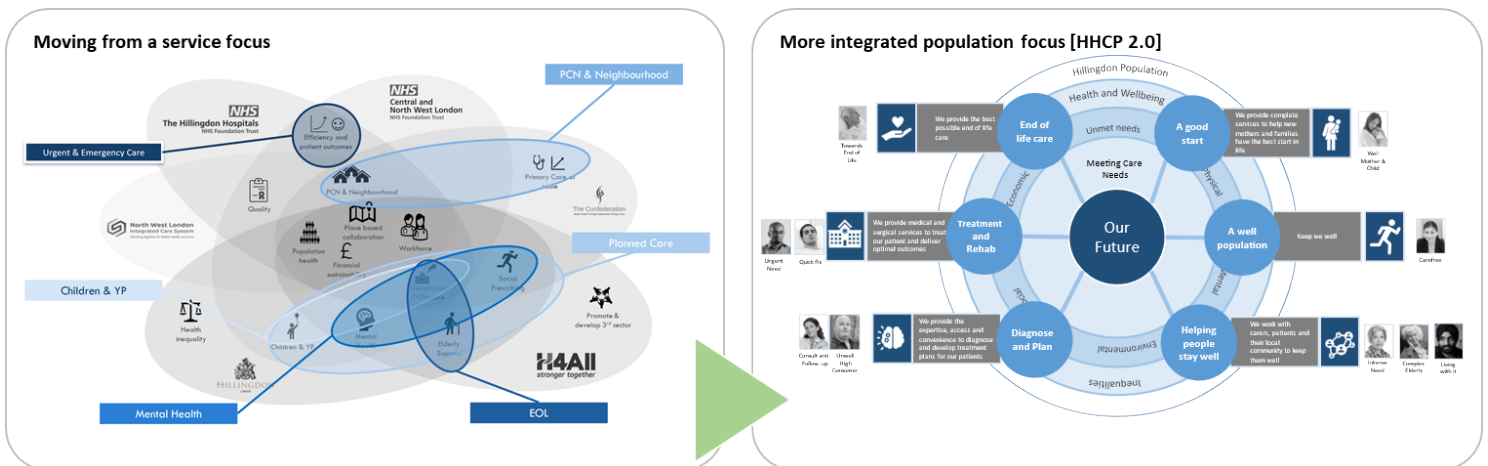 Moving from a service focus
PCN & Neighbourhood
NHS
The Hillingdon Hospitals
NHS Foundation Trust
NHS
Central and
North West London
NHS Foundation Trust
Efficiency and
patient outcomes
Urgent & Emergency Care
PCN & Neighbourhood
Primary Care at
The Confederation
Quality
North West London
Integrated Care System
Place based
collaboration
Workforce
Population
health
£
Financial
sustainability
Planned Care
Social
Prescribing
Children & YP
Health
inequality
Children & YP
Mental
Elderly
Support
Promote &
develop 3rd sector
HILLINGDON
LONDON
H4All
stronger together
Mental Health
EOL
More integrated population focus [HHCP 2.0]
Hillingdon Population
Health and Wellbeing
Unmet needs
Meeting Care
Needs
Economic
Physical
Mental
Social
Environmental
Inequalities
Our
Future
Towards
End of
Life
We provide the best
possible end of life
care
End of
life care
A good
start
We provide complete
services to help new
mothers and families
have the best start in
life
Well
Mother &
Child
Urgent
Need
Quick Fix
We provide medical and
surgical services to treat
our patient and deliver
optimal outcomes
Treatment
and
Rehab
A well
population
Keep me well
Carefree
Consult and
Follow up
Unwell
High
Consumer
We provide the
expertise, access and
convenience to diagnose
and develop treatment
plans for our patients
Diagnose
and Plan
Helping
people
stay well
We work with
carers, patients and
their local
community to keep
them well
Intense
Need
Complex
Elderly
Living
with it